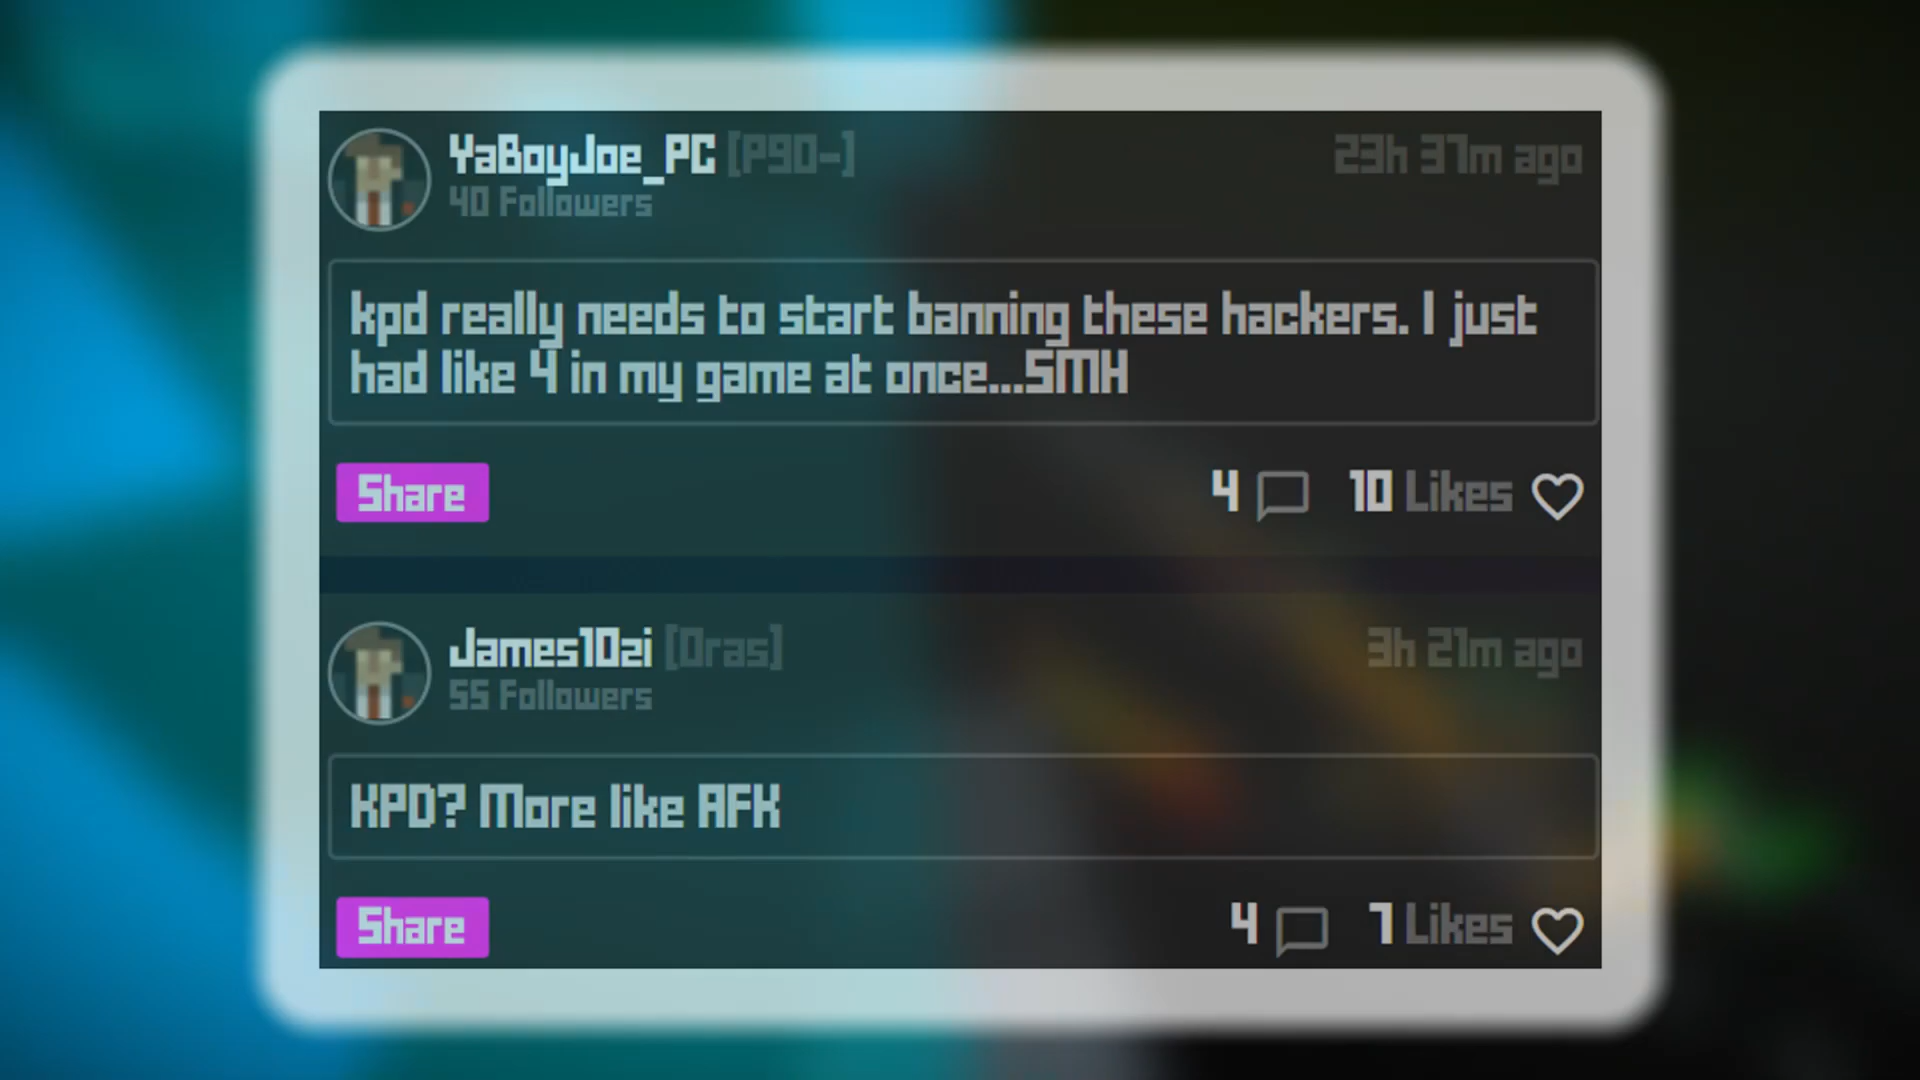 YaBoyJoe_PC [P90-]
23h 37m ago
40 Followers
kpd really needs to start banning these hackers. I just
had like 4 in my game at once...SMH
Share
4
10 Likes
James10zi [Dras]
3h 21m ago
55 Followers
KPD? More like AFK
Share
4
7 Likes